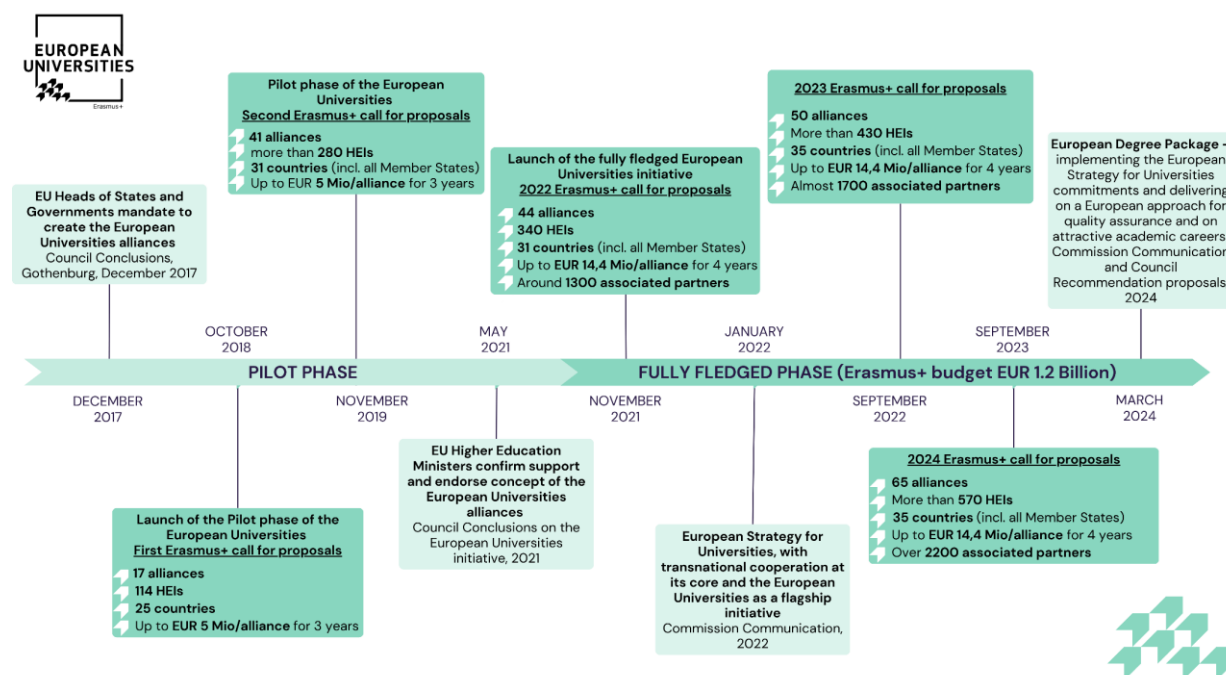 EUROPEAN
UNIVERSITIES
Erasmus+
EU Heads of States and
Governments mandate to
create the European
Universities alliances
Council Conclusions,
Gothenburg, December 2017
Pilot phase of the European
Universities
Second Erasmus+ call for proposals
41 alliances
more than 280 HEIs
31 countries (incl. all Member States)
Up to EUR 5 Mio/alliance for 3 years
Launch of the fully fledged European
Universities initiative
2022 Erasmus+ call for proposals
44 alliances
340 HEIs
31 countries (incl. all Member States)
Up to EUR 14,4 Mio/alliance for 4 years
Around 1300 associated partners
2023 Erasmus+ call for proposals
50 alliances
More than 430 HEIs
35 countries (incl. all Member States)
Up to EUR 14,4 Mio/alliance for 4 years
Almost 1700 associated partners
European Degree Package -
implementing the European
Strategy for Universities
commitments and delivering
on a European approach for
quality assurance and on
attractive academic careers
Commission Communication
and Council
Recommendation proposals,
2024
OCTOBER
2018
MAY
2021
JANUARY
2022
SEPTEMBER
2023
PILOT PHASE
FULLY FLEDGED PHASE (Erasmus+ budget EUR 1.2 Billion)
DECEMBER
2017
NOVEMBER
2019
NOVEMBER
2021
SEPTEMBER
2022
MARCH
2024
Launch of the Pilot phase of the
European Universities
First Erasmus+ call for proposals
17 alliances
114 HEIs
25 countries
Up to EUR 5 Mio/alliance for 3 years
EU Higher Education
Ministers confirm support
and endorse concept of the
European Universities
alliances
Council Conclusions on the
European Universities
initiative, 2021
European Strategy for
Universities, with
transnational cooperation at
its core and the European
Universities as a flagship
initiative
Commission Communication,
2022
2024 Erasmus+ call for proposals
65 alliances
More than 570 HEIs
35 countries (incl. all Member States)
Up to EUR 14,4 Mio/alliance for 4 years
Over 2200 associated partners